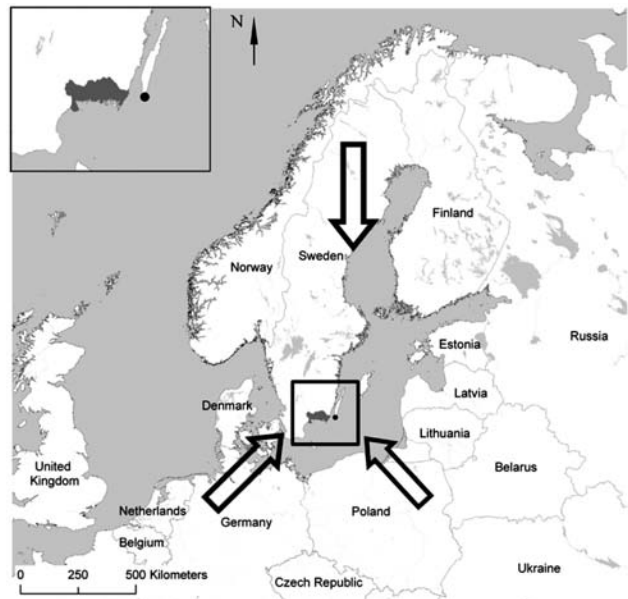 N
Finland
Norway
Sweden
Russia
Estonia
Latvia
Denmark
Lithuania
United
Kingdom
Belarus
Netherlands
Germany
Poland
Belgium
Ukraine
Czech Republic
0 250 500 Kilometers